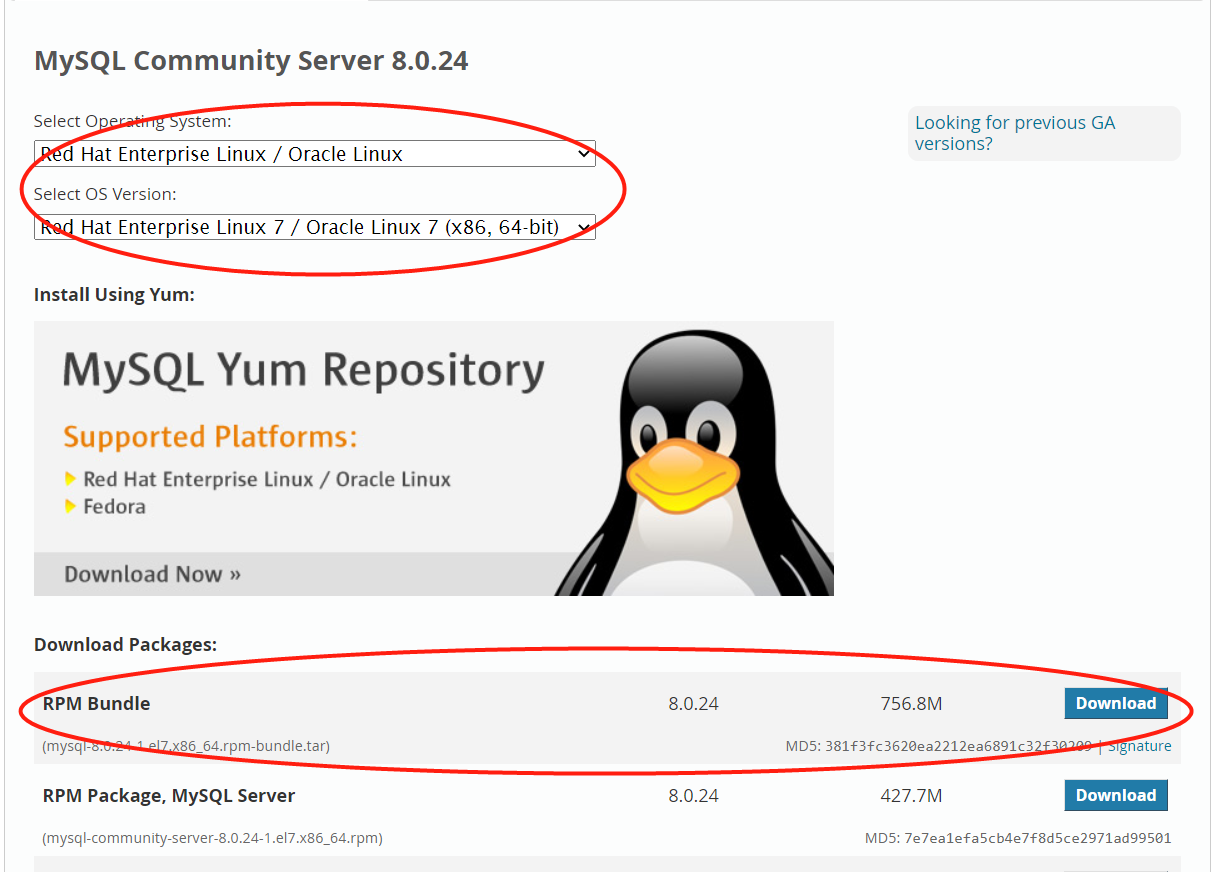 MySQL Community Server 8.0.24
Select Operating System:
Looking for previous GA
versions?
Red Hat Enterprise Linux / Oracle Linux
Select OS Version:
Red Hat Enterprise Linux 7 / Oracle Linux 7 (x86, 64-bit)
Install Using Yum:
MySQL Yum Repository
Supported Platforms:
Red Hat Enterprise Linux / Oracle Linux
Fedora
Download Now »
Download Packages:
RPM Bundle 8.0.24 756.8M Download
(mysql-8.0.24-1.el7.x86_64.rpm-bundle.tar) MD5: 381f3fc3620ea2212ea6891c32f30209 | Signature
RPM Package, MySQL Server 8.0.24 427.7M Download
(mysql-community-server-8.0.24-1.el7.x86_64.rpm) MD5: 7e7ea1efa5cb4e7f8d5ce2971ad99501